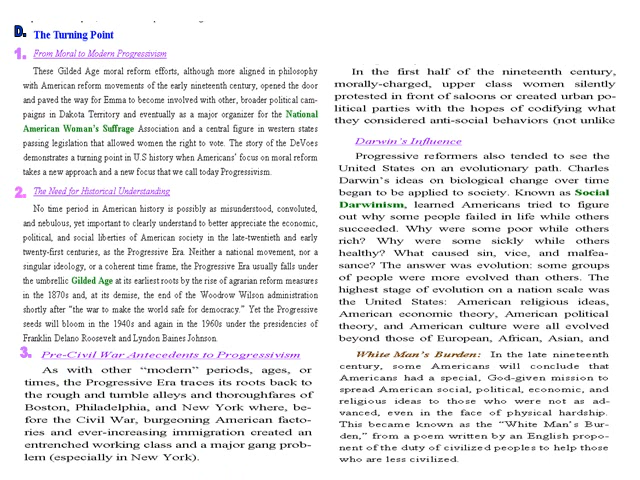 D. The Turning Point
1. From Moral to Modern Progressivism
These Gilded Age moral reform efforts, although more aligned in philosophy
with American reform movements of the early nineteenth century, opened the door
and paved the way for Emma to become involved with other, broader political cam-
paigns in Dakota Territory and eventually as a major organizer for the National
American Woman's Suffrage Association and a central figure in western states
passing legislation that allowed women the right to vote. The story of the DeVoes
demonstrates a turning point in U.S history when Americans' focus on moral reform
takes a new approach and a new focus that we call today Progressivism.
2. The Need for Historical Understanding
No time period in American history is possibly as misunderstood, convoluted,
and nebulous, yet important to clearly understand to better appreciate the economic,
political, and social liberties of American society in the late-twentieth and early
twenty-first centuries, as the Progressive Era. Neither a national movement, nor a
singular ideology, or a coherent time frame, the Progressive Era usually falls under
the umbrellic Gilded Age at its earliest roots by the rise of agrarian reform measures
in the 1870s and, at its demise, the end of the Woodrow Wilson administration
shortly after "the war to make the world safe for democracy." Yet the Progressive
seeds will bloom in the 1940s and again in the 1960s under the presidencies of
Franklin Delano Roosevelt and Lyndon Baines Johnson.
3. Pre-Civil War Antecedents to Progressivism
As with other "modern" periods, ages, or
times, the Progressive Era traces its roots back to
the rough and tumble alleys and thoroughfares of
Boston, Philadelphia, and New York where, be-
fore the Civil War, burgeoning American facto-
ries and ever-increasing immigration created an
entrenched working class and a major gang prob-
lem (especially in New York).
In the first half of the nineteenth century,
morally-charged, upper class women silently
protested in front of saloons or created urban po-
litical parties with the hopes of codifying what
they considered anti-social behaviors (not unlike
Darwin's Influence
Progressive reformers also tended to see the
United States on an evolutionary path. Charles
Darwin's ideas on biological change over time
began to be applied to society. Known as Social
Darwinism, learned Americans tried to figure
out why some people failed in life while others
succeeded. Why were some poor while others
rich? Why were some sickly while others
healthy? What caused sin, vice, and malfea-
sance? The answer was evolution: some groups
of people were more evolved than others. The
highest stage of evolution on a nation scale was
the United States: American religious ideas,
American economic theory, American political
theory, and American culture were all evolved
beyond those of European, African, Asian, and
White Man's Burden: In the late nineteenth
century, some Americans will conclude that
Americans had a special, God-given mission to
spread American social, political, economic, and
religious ideas to those who were not as ad-
vanced, even in the face of physical hardship.
This became known as the "White Man's Bur-
den," from a poem written by an English propo-
nent of the duty of civilized peoples to help those
who are less civilized.